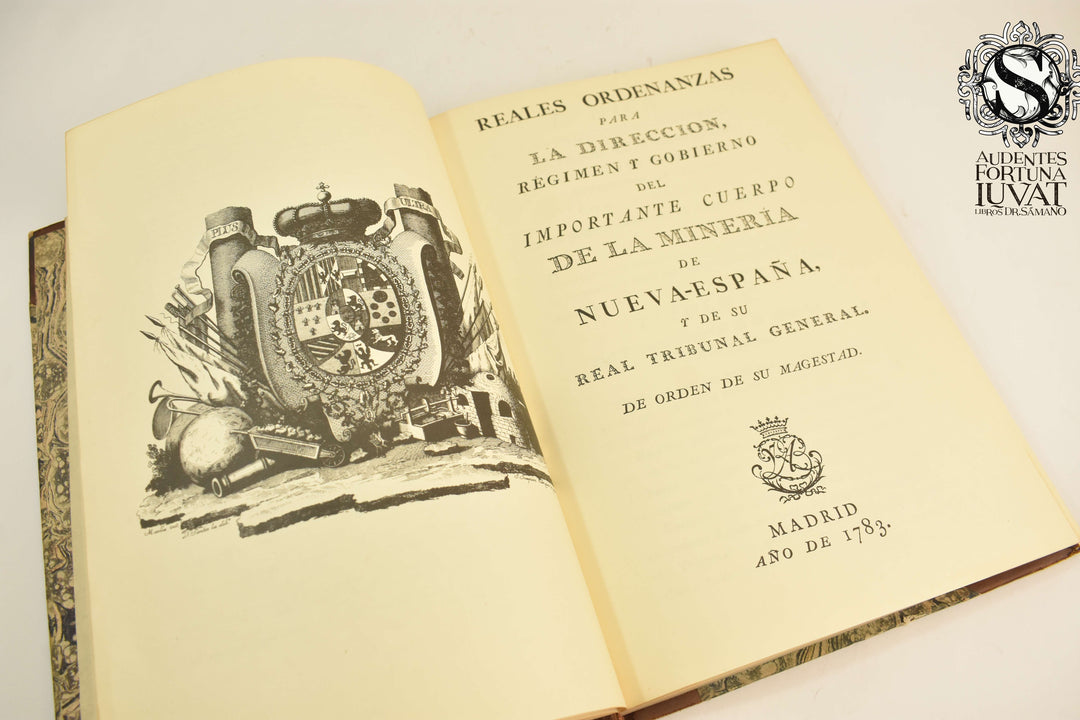 PLUS
ULTRA
REALES ORDENANZAS
PARA
LA DIRECCION,
RÉGIMEN Y GOBIERNO
DEL
IMPORTANTE CUERPO
DE LA MINERÍA
DE
NUEVA-ESPAÑA,
Y DE SU
REAL TRIBUNAL GENERAL.
DE ORDEN DE SU MAGESTAD.
MADRID
AÑO DE 1783.
S
AUDENTES
FORTUNA
IUVAT
LIBROS DR. SÁMANO